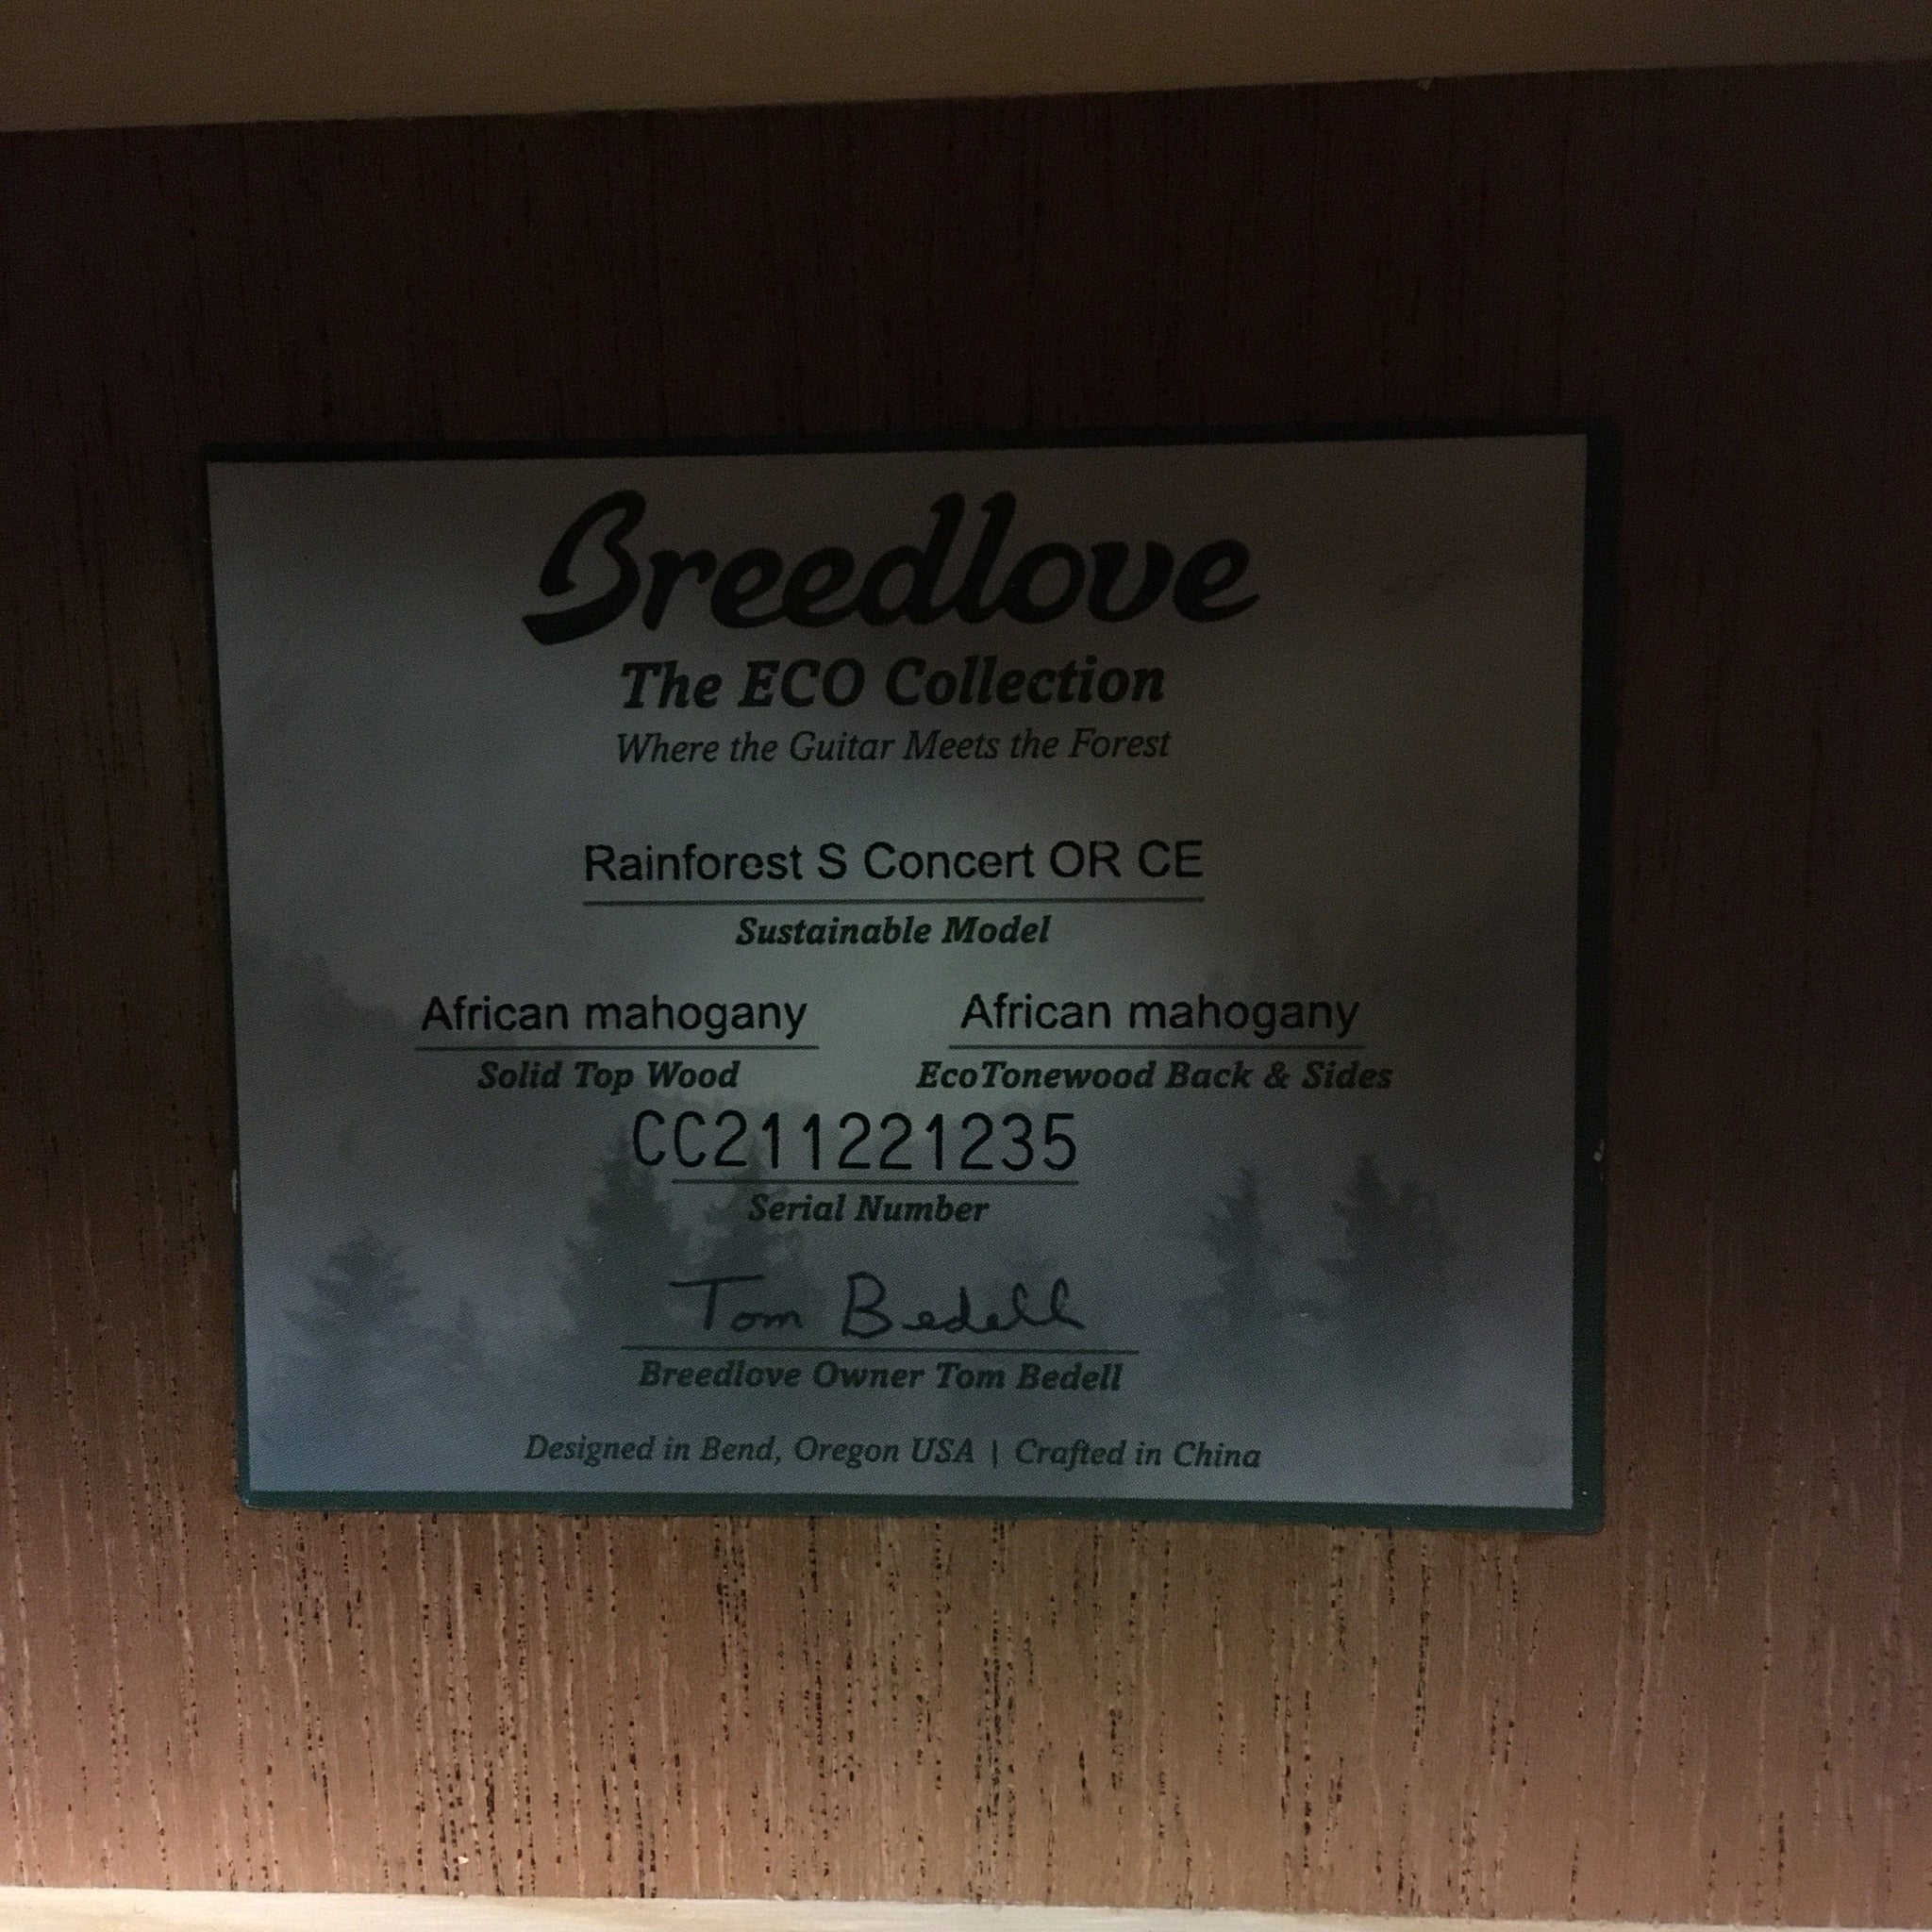 Breedlove
The ECO Collection
Where the Guitar Meets the Forest
Rainforest S Concert OR CE
Sustainable Model
African mahogany African mahogany
Solid Top Wood EcoTonewood Back & Sides
CC211221235
Serial Number
Tom Bedell
Breedlove Owner Tom Bedell
Designed in Bend, Oregon USA | Crafted in China